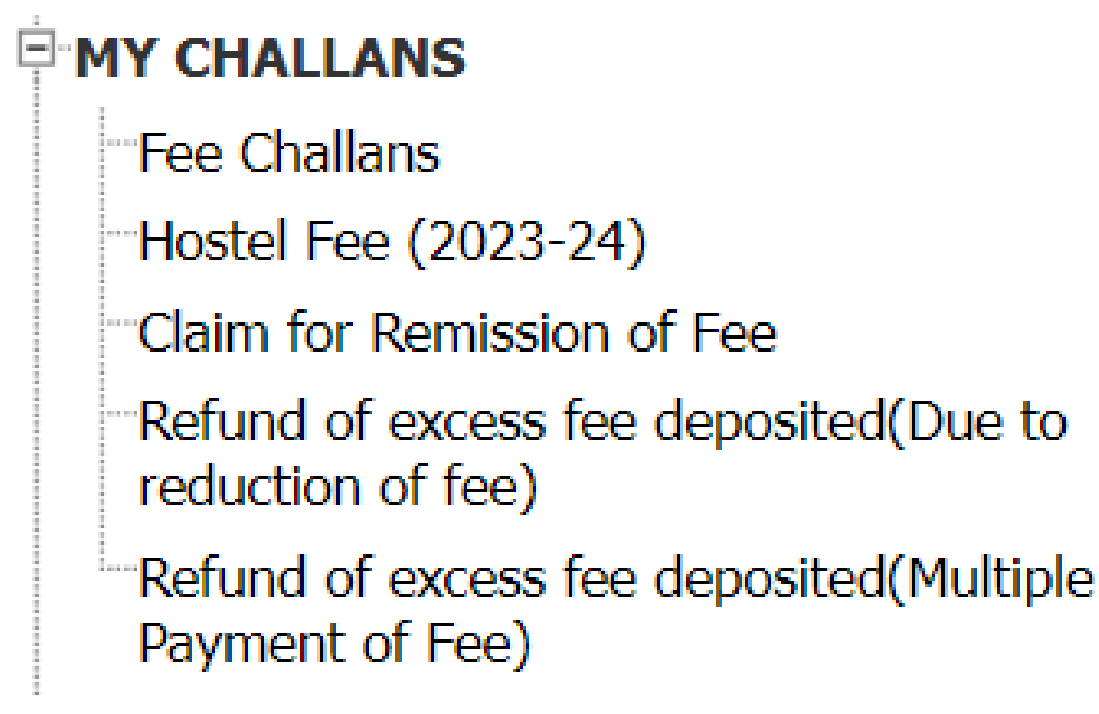 MY CHALLANS
Fee Challans
Hostel Fee (2023-24)
Claim for Remission of Fee
Refund of excess fee deposited(Due to
reduction of fee)
Refund of excess fee deposited(Multiple
Payment of Fee)